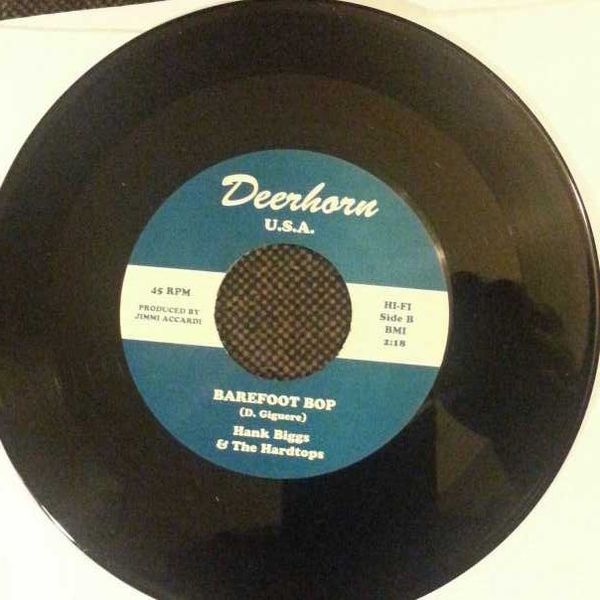 Deerhorn
U.S.A.
45 RPM
PRODUCED BY
JIMMI ACCARDI
HI-FI
Side B
BMI
2:18
BAREFOOT BOP
(D. Giguere)
Hank Biggs
& The Hardtops